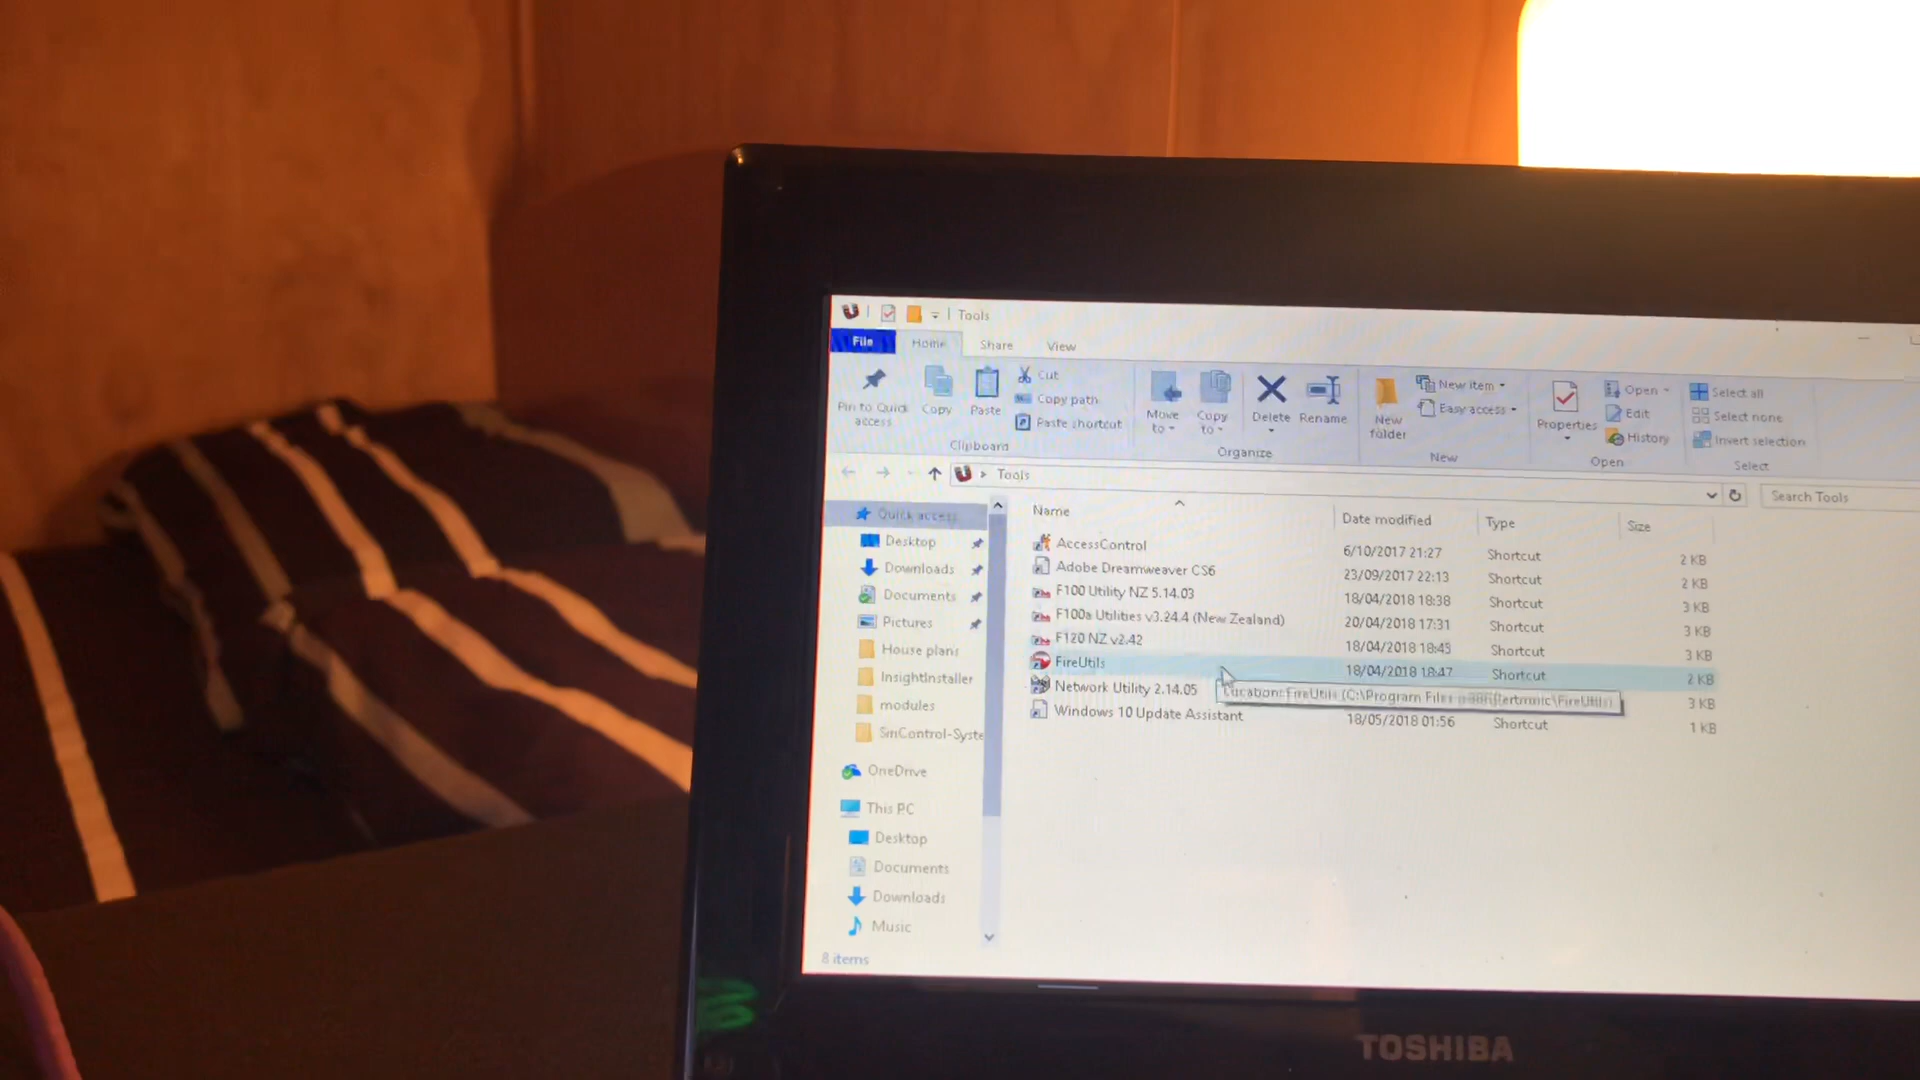 Tools
File Home Share View
Pin to Quick access
Copy
Paste
Cut
Copy path
Paste shortcut
Clipboard
Move to
Copy to
Delete
Rename
Organize
New folder
New item
Easy access
New
Properties
Open
Edit
History
Open
Select all
Select none
Invert selection
Select
Tools
Search Tools
Quick access
Desktop
Downloads
Documents
Pictures
House plans
InsightInstaller
modules
SmControl-Syste
OneDrive
This PC
Desktop
Documents
Downloads
Music
Name Date modified Type Size
AccessControl 6/10/2017 21:27 Shortcut 2 KB
Adobe Dreamweaver CS6 23/09/2017 22:13 Shortcut 2 KB
F100 Utility NZ 5.14.03 18/04/2018 18:38 Shortcut 3 KB
F100a Utilities v3.24.4 (New Zealand) 20/04/2018 17:31 Shortcut 3 KB
F120 NZ v2.42 18/04/2018 18:45 Shortcut 3 KB
FireUtils 18/04/2018 18:47 Shortcut 2 KB
Network Utility 2.14.05 3 KB
Location: FireUtils (C:\Program Files
Windows 10 Update Assistant 18/05/2018 01:56 Shortcut 1 KB
8 items
TOSHIBA